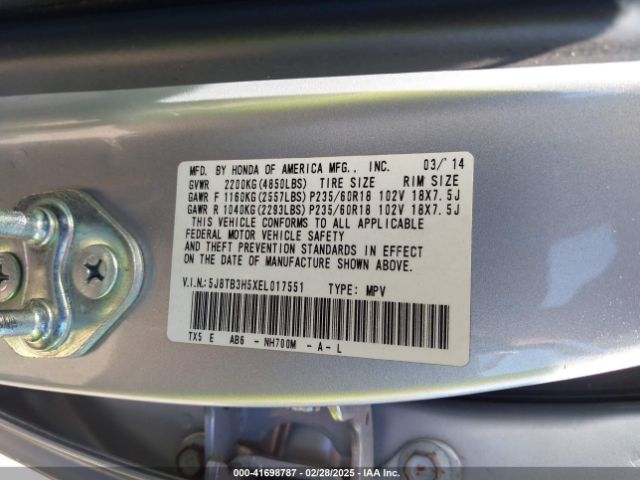 MFD. BY HONDA OF AMERICA MFG., INC. 03/'14
GVWR 2200KG(4850LBS) TIRE SIZE RIM SIZE
GAWR F 1160KG(2557LBS) P235/60R18 102V 18X7.5J
GAWR R 1040KG(2293LBS) P235/60R18 102V 18X7.5J
THIS VEHICLE CONFORMS TO ALL APPLICABLE
FEDERAL MOTOR VEHICLE SAFETY
AND THEFT PREVENTION STANDARDS IN EFFECT
ON THE DATE OF MANUFACTURE SHOWN ABOVE.
V.I.N.: 5J8TB3H5XEL017551 TYPE: MPV
TX5 E AB6 - NH700M - A - L
000-41698787 - 02/28/2025 - IAA Inc.